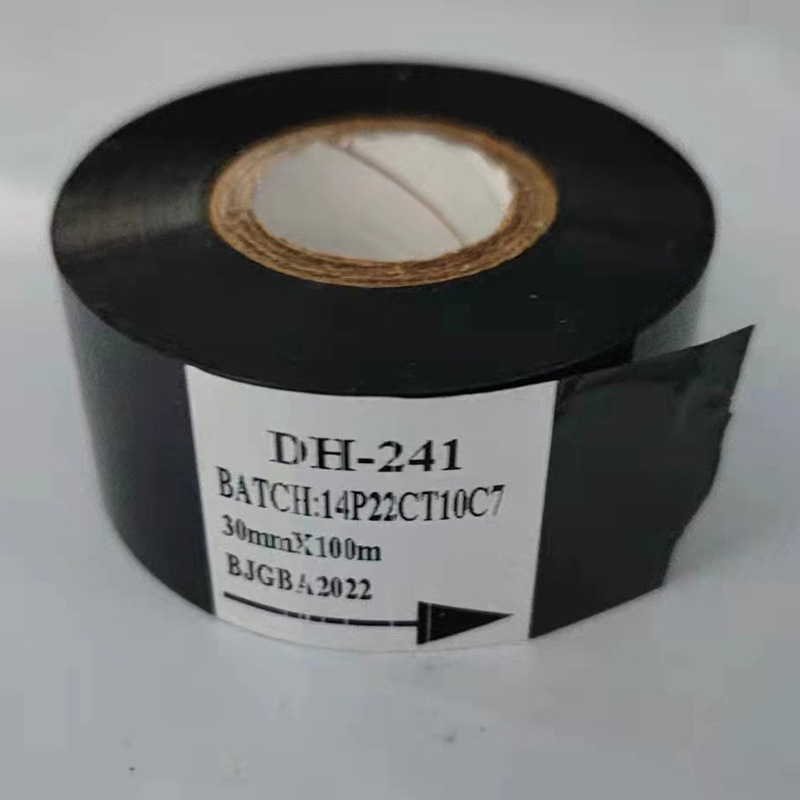 DH-241
BATCH:14P22CT10C7
30mmX100m
BJGBA2022